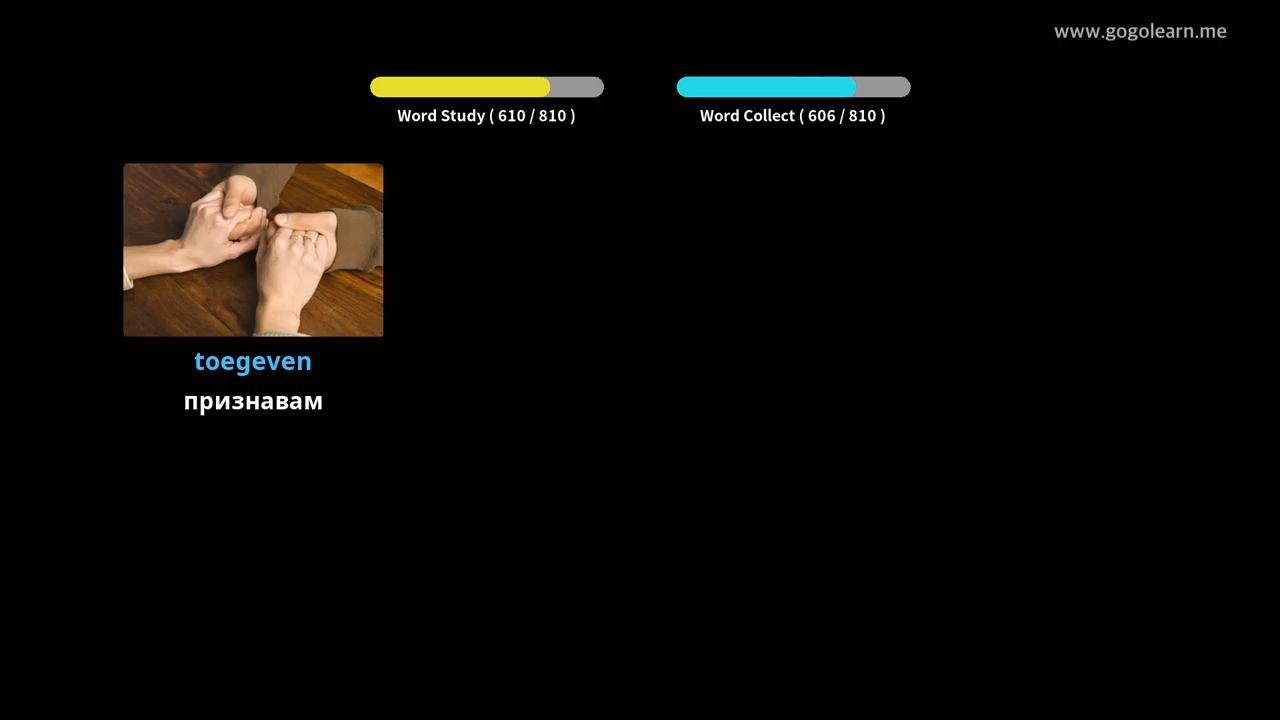 www.gogolearn.me
Word Study ( 610 / 810 )
Word Collect ( 606 / 810 )
toegeven
признавам